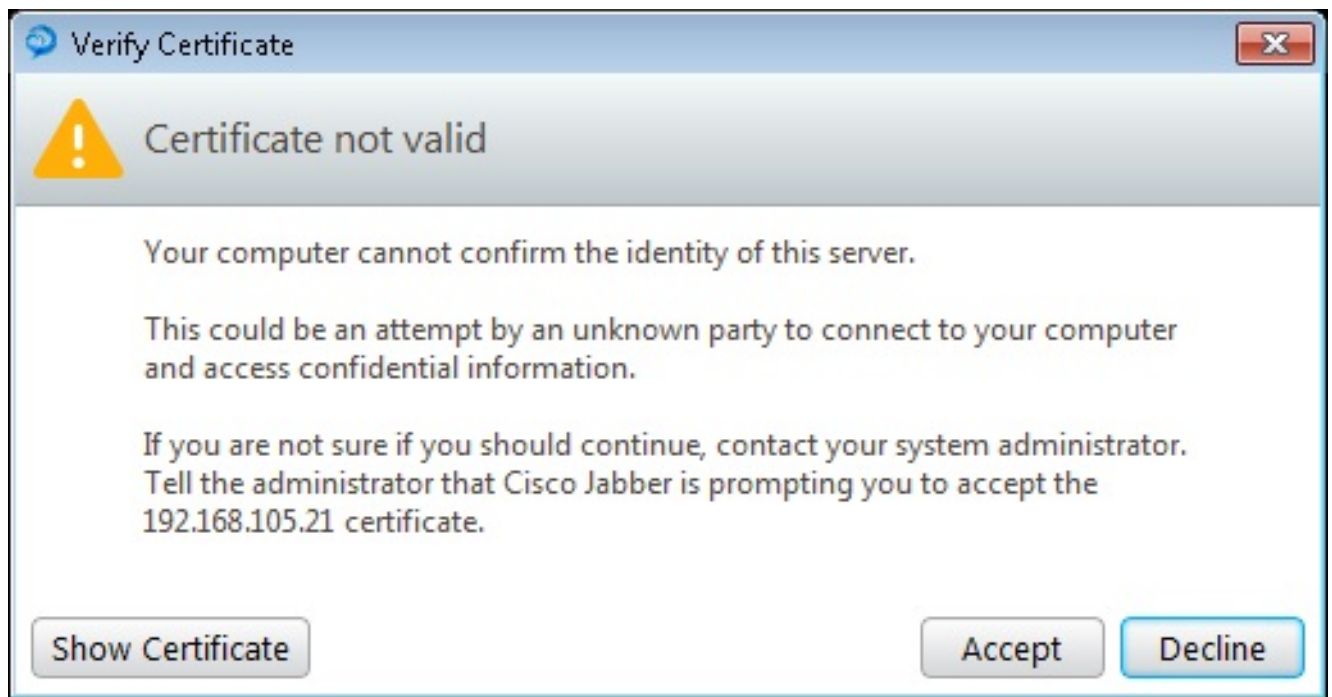 Verify Certificate
Certificate not valid
Your computer cannot confirm the identity of this server.
This could be an attempt by an unknown party to connect to your computer
and access confidential information.
If you are not sure if you should continue, contact your system administrator.
Tell the administrator that Cisco Jabber is prompting you to accept the
192.168.105.21 certificate.
Show Certificate
Accept
Decline